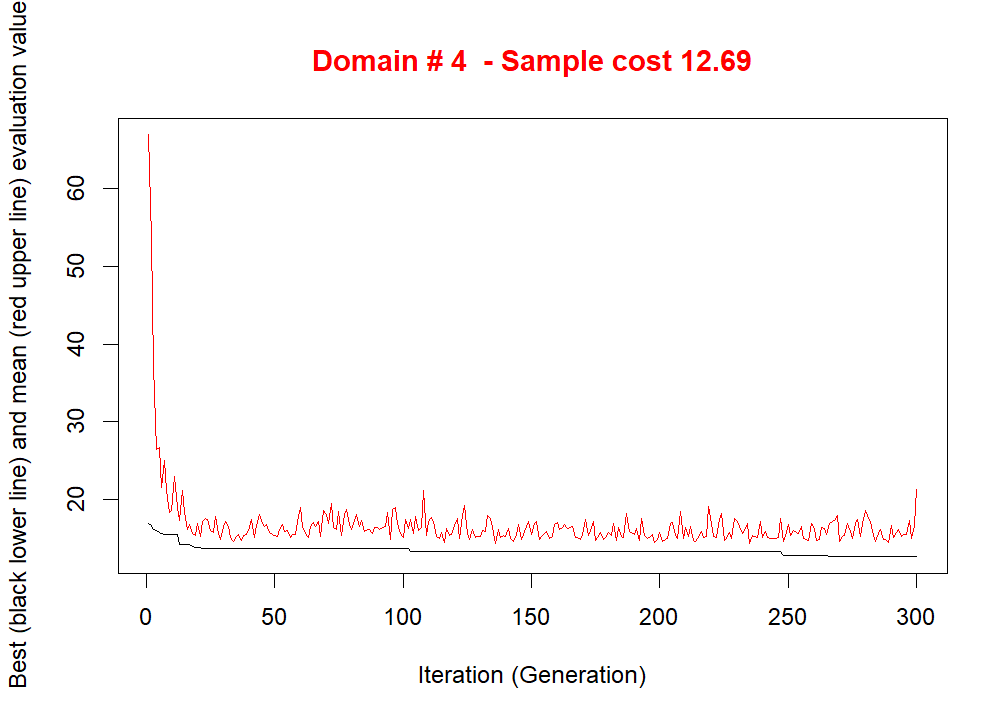 Domain # 4  - Sample cost 12.69
Best (black lower line) and mean (red upper line) evaluation value
60
50
40
30
20
0 50 100 150 200 250 300
Iteration (Generation)